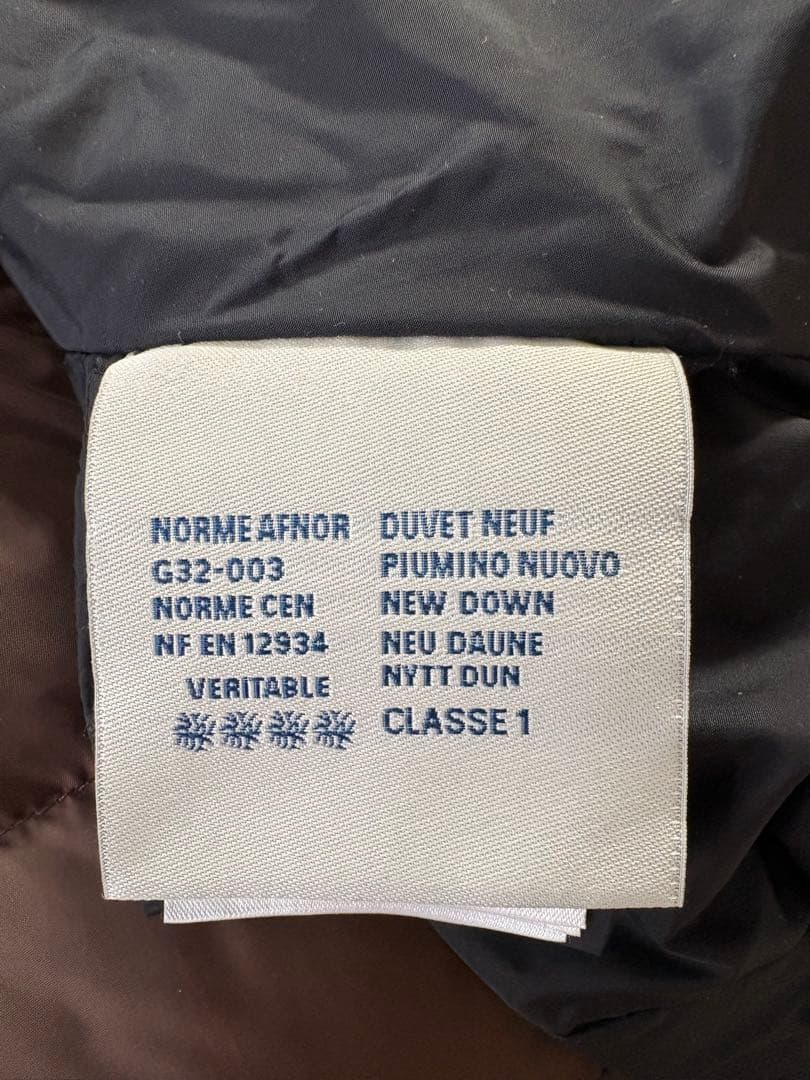 NORME AFNOR
G32-003
NORME CEN
NF EN 12934
VERITABLE
DUVET NEUF
PIUMINO NUOVO
NEW DOWN
NEU DAUNE
NYTT DUN
CLASSE 1